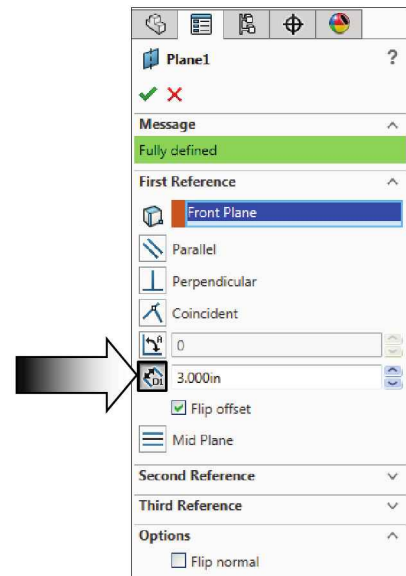 Plane1
?
Message
Fully defined
First Reference
Front Plane
Parallel
Perpendicular
Coincident
0
3.000in
Flip offset
Mid Plane
Second Reference
Third Reference
Options
Flip normal